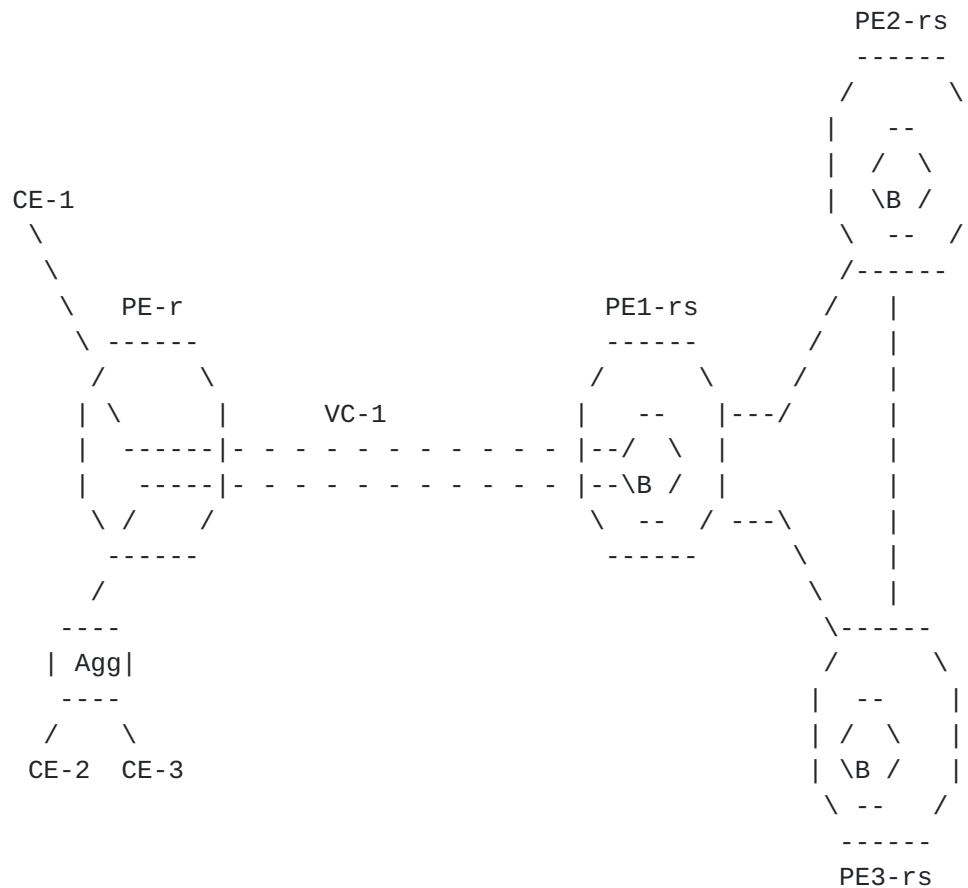 PE2-rs
CE-1
B
PE-r PE1-rs
VC-1
B
Agg
CE-2 CE-3
B
PE3-rs